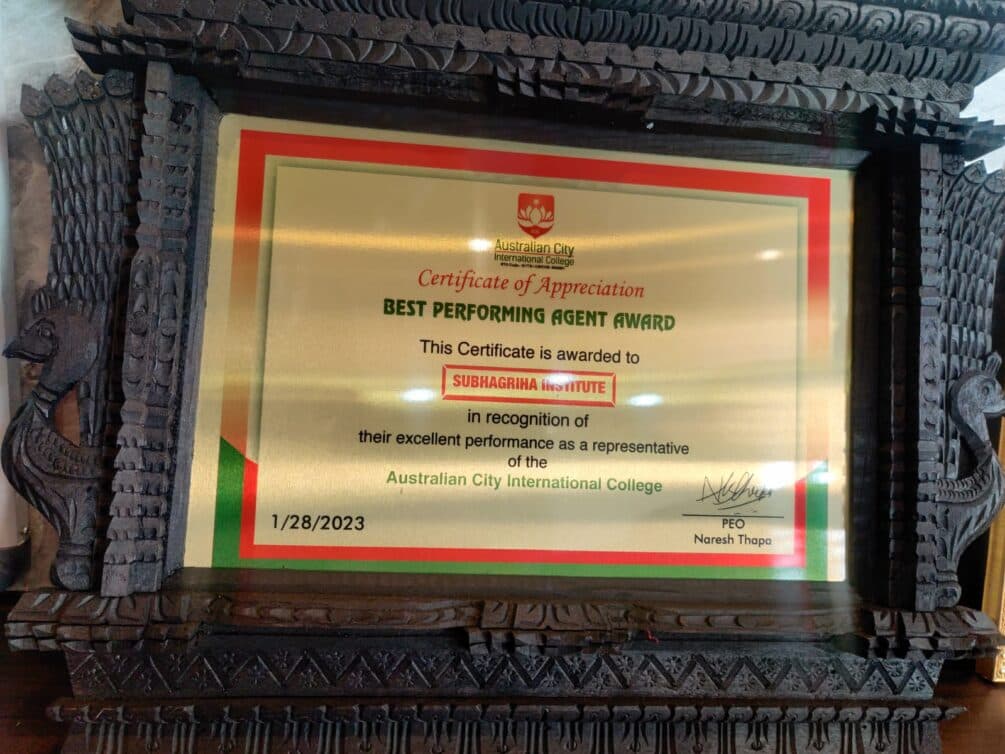 Australian City
International College
Certificate of Appreciation
BEST PERFORMING AGENT AWARD
This Certificate is awarded to
SUBHAGRIHA INSTITUTE
in recognition of
their excellent performance as a representative
of the
Australian City International College
1/28/2023
PEO
Naresh Thapa